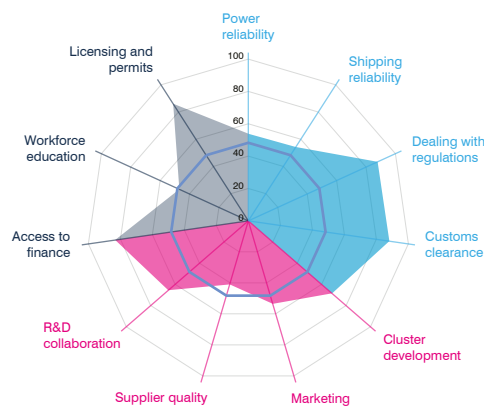 Power
reliability
Licensing and
permits
100
Shipping
reliability
80
60
Workforce
education
40
Dealing with
regulations
20
0
Access to
finance
Customs
clearance
R&D
collaboration
Cluster
development
Supplier quality
Marketing